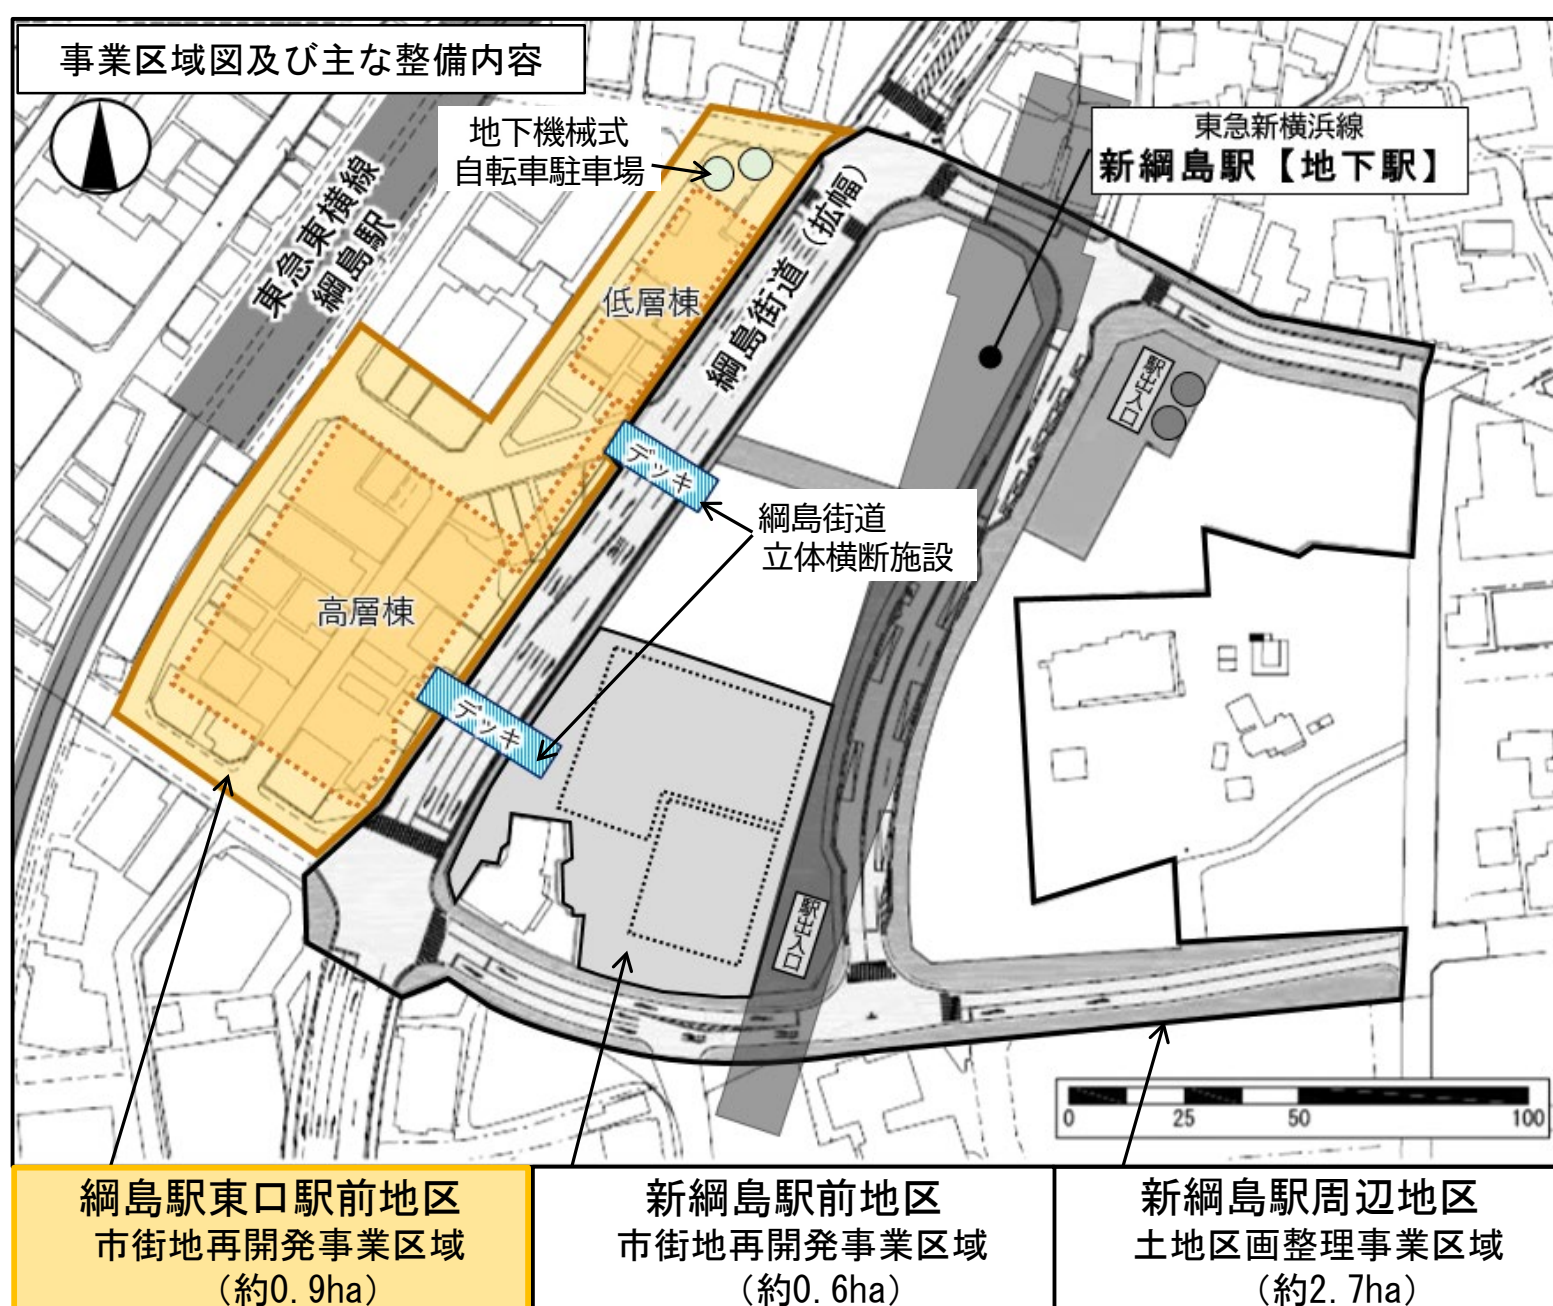 事業区域図及び主な整備内容
地下機械式
自転車駐車場
東急新横浜線
新綱島駅【地下駅】
東急東横線
綱島駅
綱島街道（拡幅）
低層棟
駅出入口
デッキ
綱島街道
立体横断施設
高層棟
デッキ
駅出入口
0 25 50 100
綱島駅東口駅前地区
市街地再開発事業区域
（約0.9ha）
新綱島駅前地区
市街地再開発事業区域
（約0.6ha）
新綱島駅周辺地区
土地区画整理事業区域
（約2.7ha）